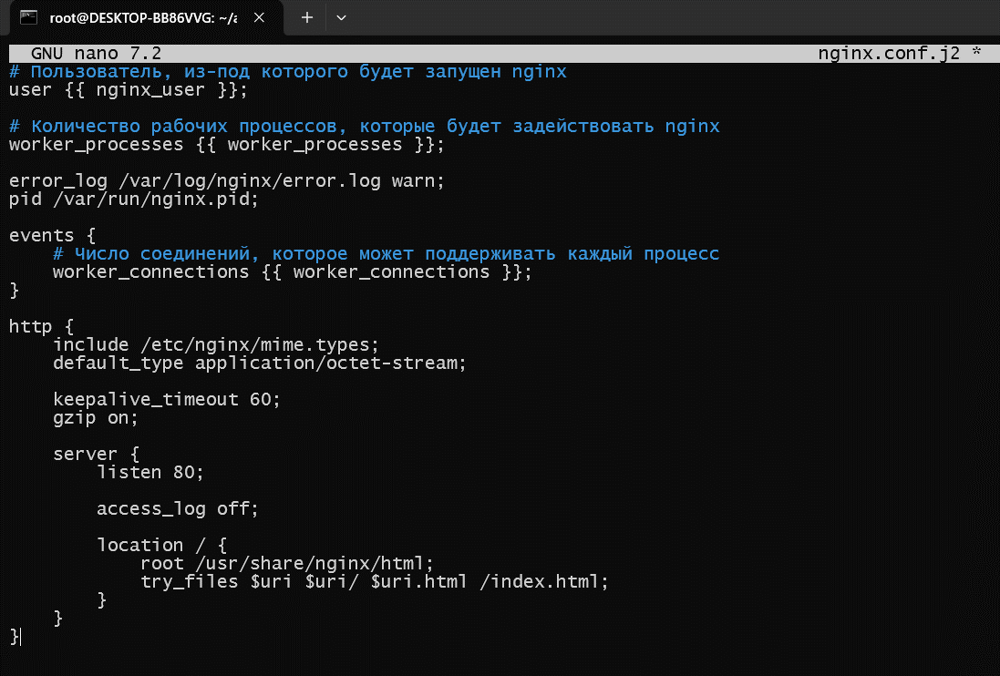 root@DESKTOP-BB86VVG: ~/a
GNU nano 7.2 nginx.conf.j2 *
# Пользователь, из-под которого будет запущен nginx
user {{ nginx_user }};
# Количество рабочих процессов, которые будет задействовать nginx
worker_processes {{ worker_processes }};
error_log /var/log/nginx/error.log warn;
pid /var/run/nginx.pid;
events {
# Число соединений, которое может поддерживать каждый процесс
worker_connections {{ worker_connections }};
}
http {
include /etc/nginx/mime.types;
default_type application/octet-stream;
keepalive_timeout 60;
gzip on;
server {
listen 80;
access_log off;
location / {
root /usr/share/nginx/html;
try_files $uri $uri/ $uri.html /index.html;
}
}
}